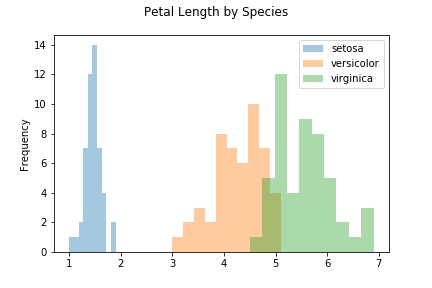 Petal Length by Species
setosa
versicolor
virginica
Frequency
14
12
10
8
6
4
2
0
1 2 3 4 5 6 7